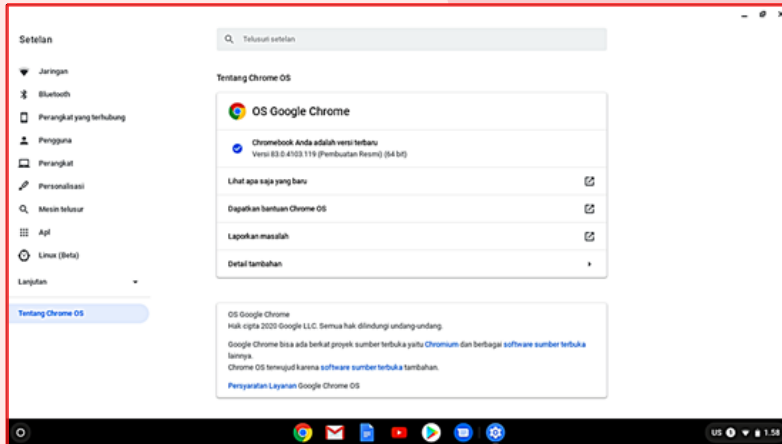 Setelan
Telusuri setelan
Jaringan
Bluetooth
Perangkat yang terhubung
Pengguna
Perangkat
Personalisasi
Mesin telusur
Apl
Linux (Beta)
Lanjutan
Tentang Chrome OS
Tentang Chrome OS
OS Google Chrome
Chromebook Anda adalah versi terbaru
Versi 83.0.4103.119 (Pembuatan Resmi) (64 bit)
Lihat apa saja yang baru
Dapatkan bantuan Chrome OS
Laporkan masalah
Detail tambahan
OS Google Chrome
Hak cipta 2020 Google LLC. Semua hak dilindungi undang-undang.
Google Chrome bisa ada berkat proyek sumber terbuka yaitu Chromium dan berbagai software sumber terbuka
lainnya.
Chrome OS terwujud karena software sumber terbuka tambahan.
Persyaratan Layanan Google Chrome OS
US 1.58